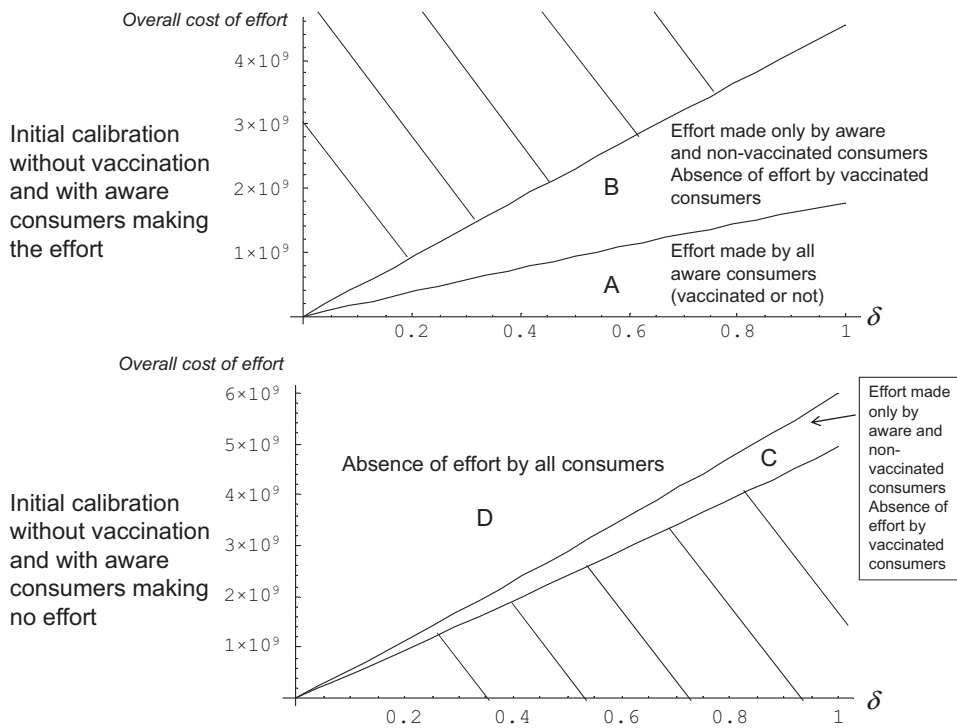 Overall cost of effort
4×10⁹
3×10⁹
2×10⁹
1×10⁹
Initial calibration
without vaccination
and with aware
consumers making
the effort
Effort made only by aware
and non-vaccinated consumers
Absence of effort by vaccinated
consumers
B
Effort made by all
aware consumers
(vaccinated or not)
A
0.2 0.4 0.6 0.8 1 δ
Overall cost of effort
6×10⁹
5×10⁹
4×10⁹
3×10⁹
2×10⁹
1×10⁹
Initial calibration
without vaccination
and with aware
consumers making
no effort
Absence of effort by all consumers
D
C
Effort made
only by
aware and
non-
vaccinated
consumers
Absence of
effort by
vaccinated
consumers
0.2 0.4 0.6 0.8 1 δ